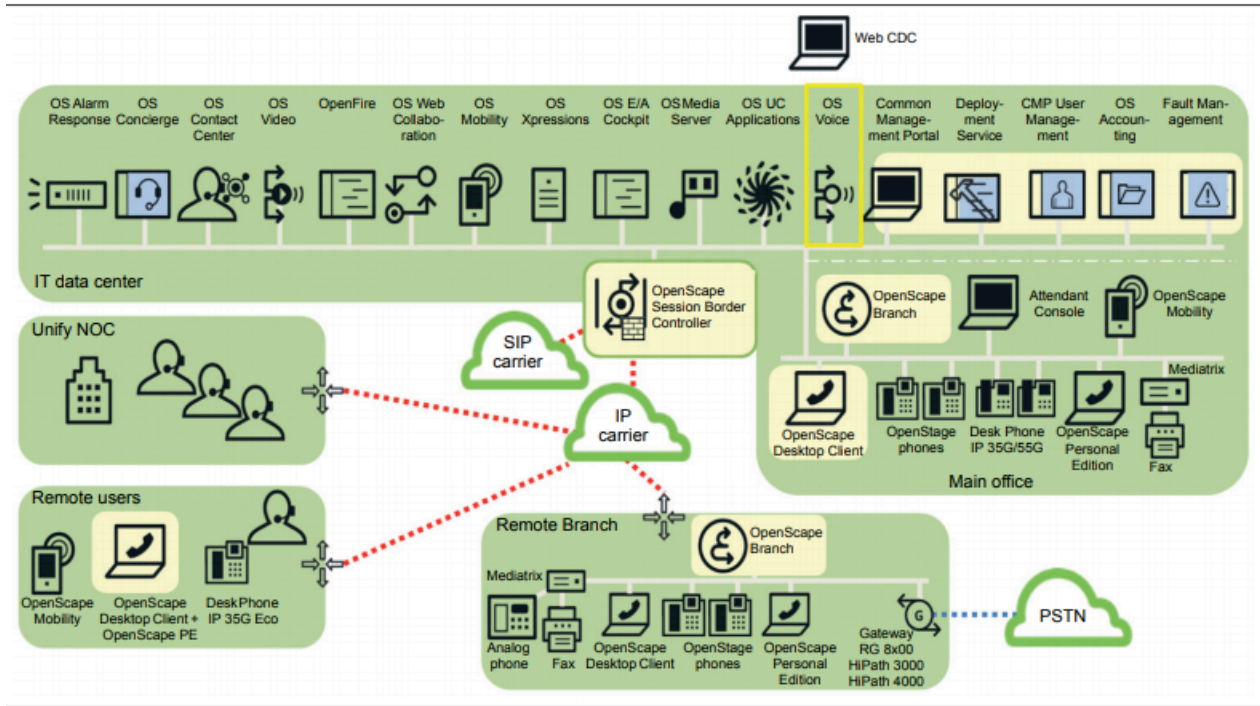 Web CDC
OS Alarm
Response
OS
Concierge
OS
Contact
Center
OS
Video
OpenFire
OS Web
Collabo-
ration
OS
Mobility
OS
Xpressions
OS E/A
Cockpit
OS Media
Server
OS UC
Applications
OS
Voice
Common
Manage-
ment Portal
Deploy-
ment
Service
CMP User
Manage-
ment
OS
Accoun-
ting
Fault Man-
agement
IT data center
OpenScape
Session Border
Controller
OpenScape
Branch
Attendant
Console
OpenScape
Mobility
Mediatrix
OpenScape
Desktop Client
OpenStage
phones
Desk Phone
IP 35G/55G
OpenScape
Personal
Edition
Fax
Main office
Unify NOC
SIP
carrier
IP
carrier
Remote users
OpenScape
Mobility
OpenScape
Desktop Client +
OpenScape PE
DeskPhone
IP 35G Eco
Remote Branch
OpenScape
Branch
Mediatrix
Analog
phone
Fax
OpenScape
Desktop Client
OpenStage
phones
OpenScape
Personal
Edition
G
Gateway
RG 8x00
HiPath 3000
HiPath 4000
PSTN